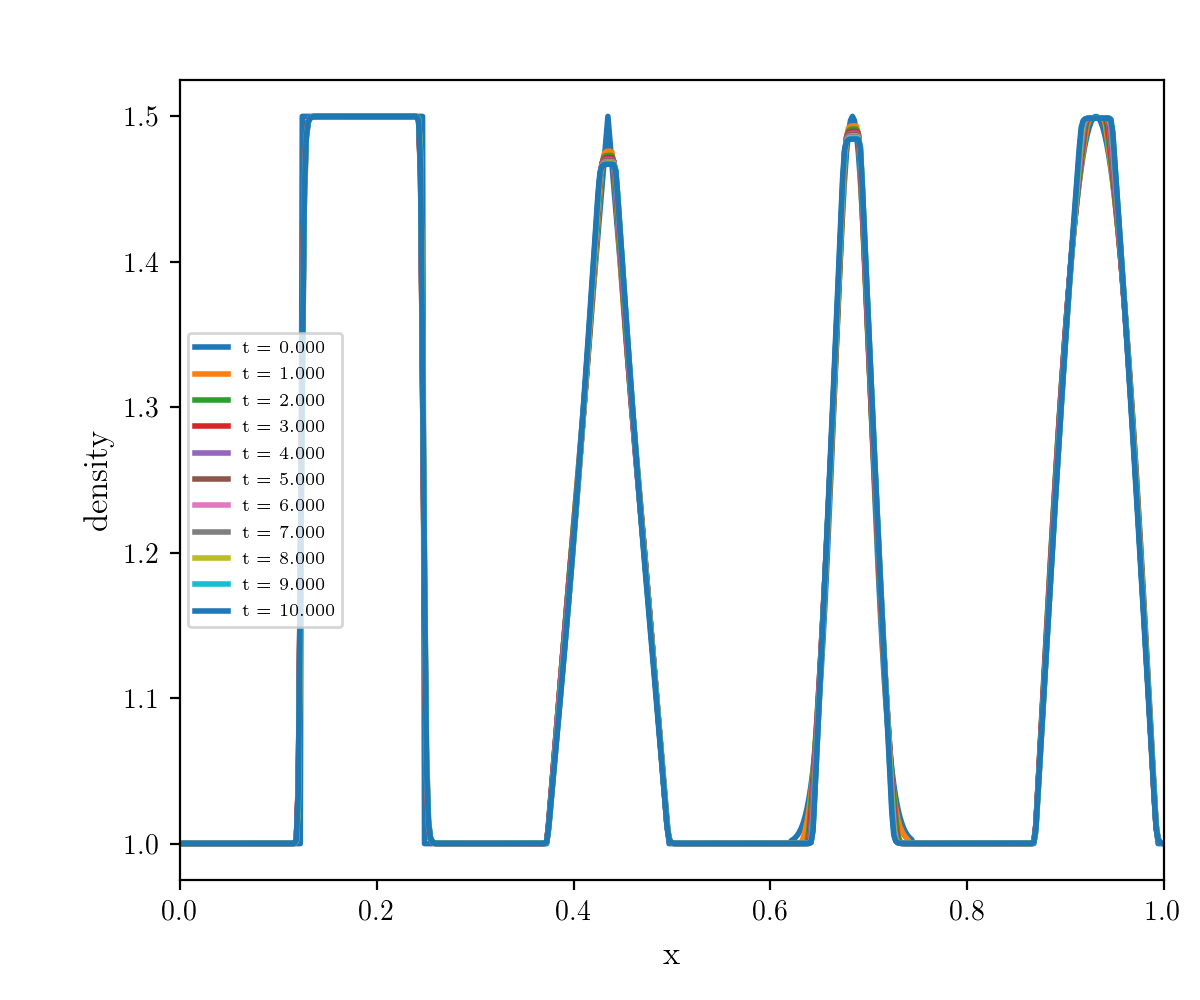 1.5
1.4
1.3
1.2
1.1
1.0
density
t = 0.000
t = 1.000
t = 2.000
t = 3.000
t = 4.000
t = 5.000
t = 6.000
t = 7.000
t = 8.000
t = 9.000
t = 10.000
0.0 0.2 0.4 0.6 0.8 1.0
x